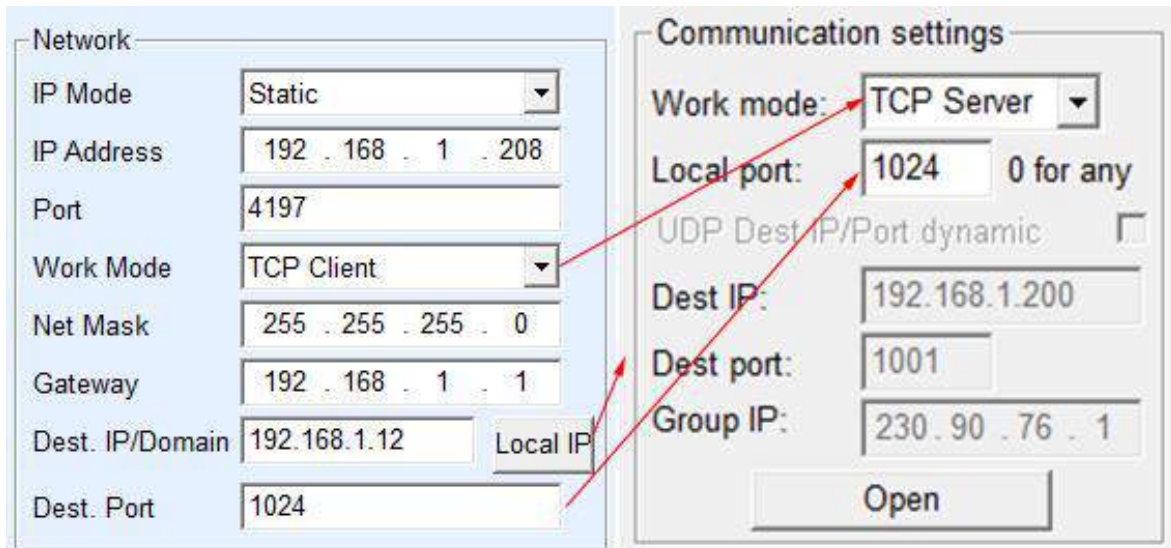 Network
IP Mode Static
IP Address 192 . 168 . 1 . 208
Port 4197
Work Mode TCP Client
Net Mask 255 . 255 . 255 . 0
Gateway 192 . 168 . 1 . 1
Dest. IP/Domain 192.168.1.12 Local IP
Dest. Port 1024
Communication settings
Work mode: TCP Server
Local port: 1024 0 for any
UDP Dest IP/Port dynamic
Dest IP: 192.168.1.200
Dest port: 1001
Group IP: 230 . 90 . 76 . 1
Open